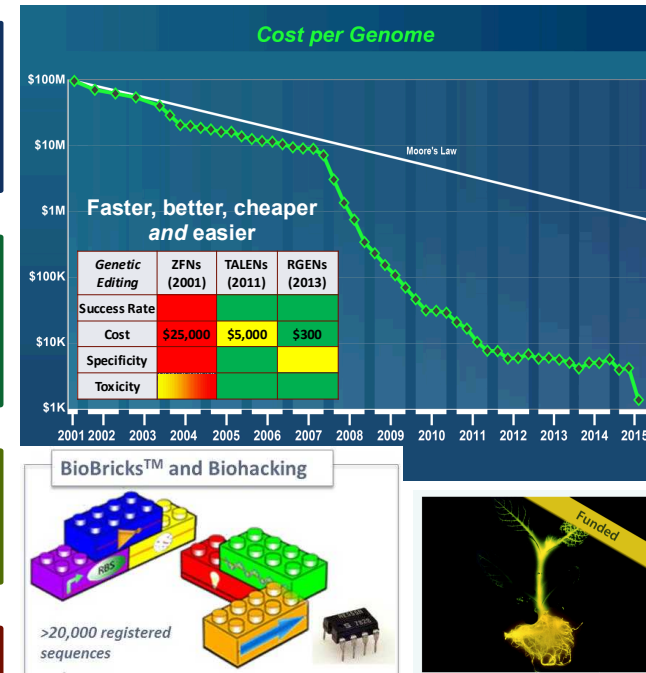 Cost per Genome
$100M
$10M
$1M
$100K
$10K
$1K
Moore's Law
Faster, better, cheaper
and easier
Genetic Editing ZFNs (2001) TALENs (2011) RGENs (2013)
Success Rate
Cost $25,000 $5,000 $300
Specificity
Toxicity
2001 2002 2003 2004 2005 2006 2007 2008 2009 2010 2011 2012 2013 2014 2015
BioBricks™ and Biohacking
RBS
>20,000 registered
sequences
Funded